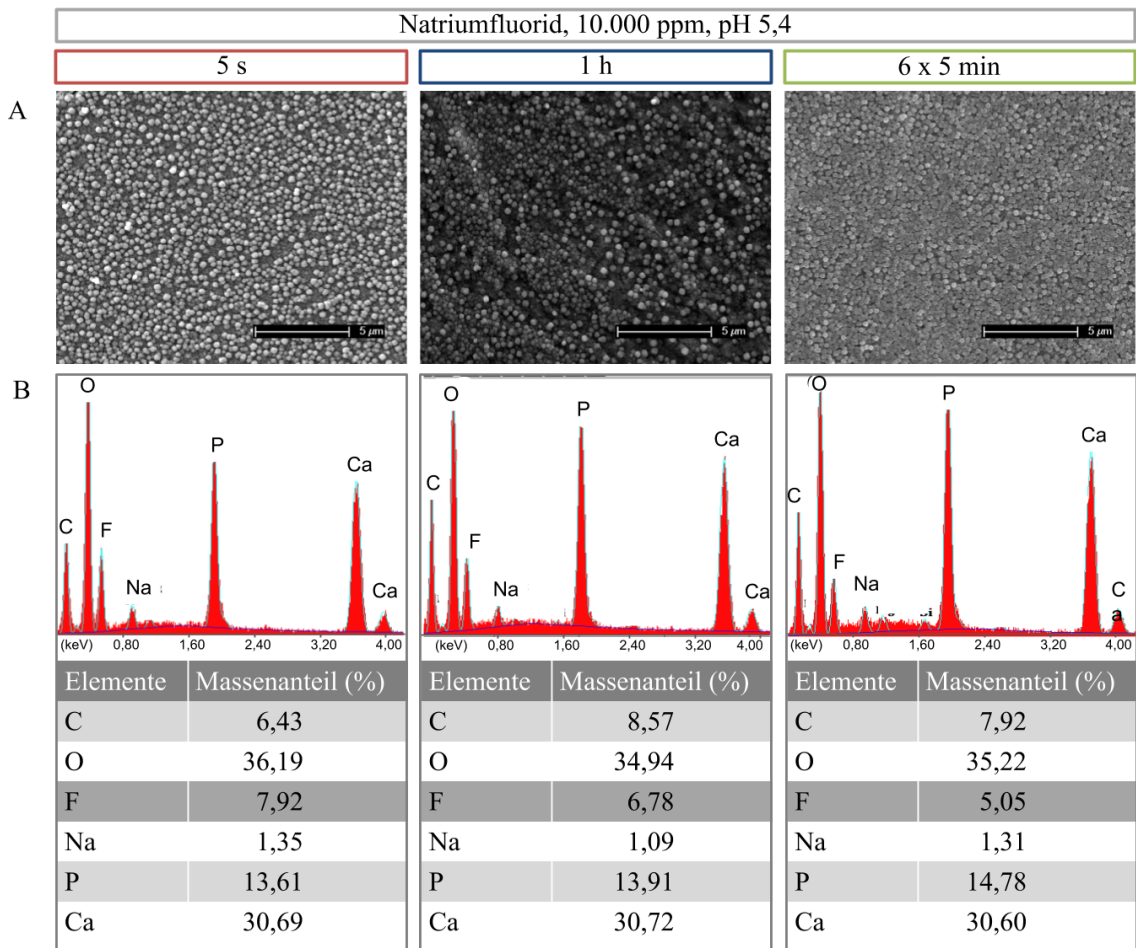 Natriumfluorid, 10.000 ppm, pH 5,4
5 s
1 h
6 x 5 min
A
5 µm
5 µm
5 µm
B
O
P
Ca
C
F
Na
Ca
(keV) 0,80 1,60 2,40 3,20 4,00
O
P
Ca
C
F
Na
Ca
(keV) 0,80 1,60 2,40 3,20 4,00
O
P
Ca
C
F
Na
C
a
(keV) 0,80 1,60 2,40 3,20 4,00
Elemente Massenanteil (%)
C 6,43
O 36,19
F 7,92
Na 1,35
P 13,61
Ca 30,69
Elemente Massenanteil (%)
C 8,57
O 34,94
F 6,78
Na 1,09
P 13,91
Ca 30,72
Elemente Massenanteil (%)
C 7,92
O 35,22
F 5,05
Na 1,31
P 14,78
Ca 30,60